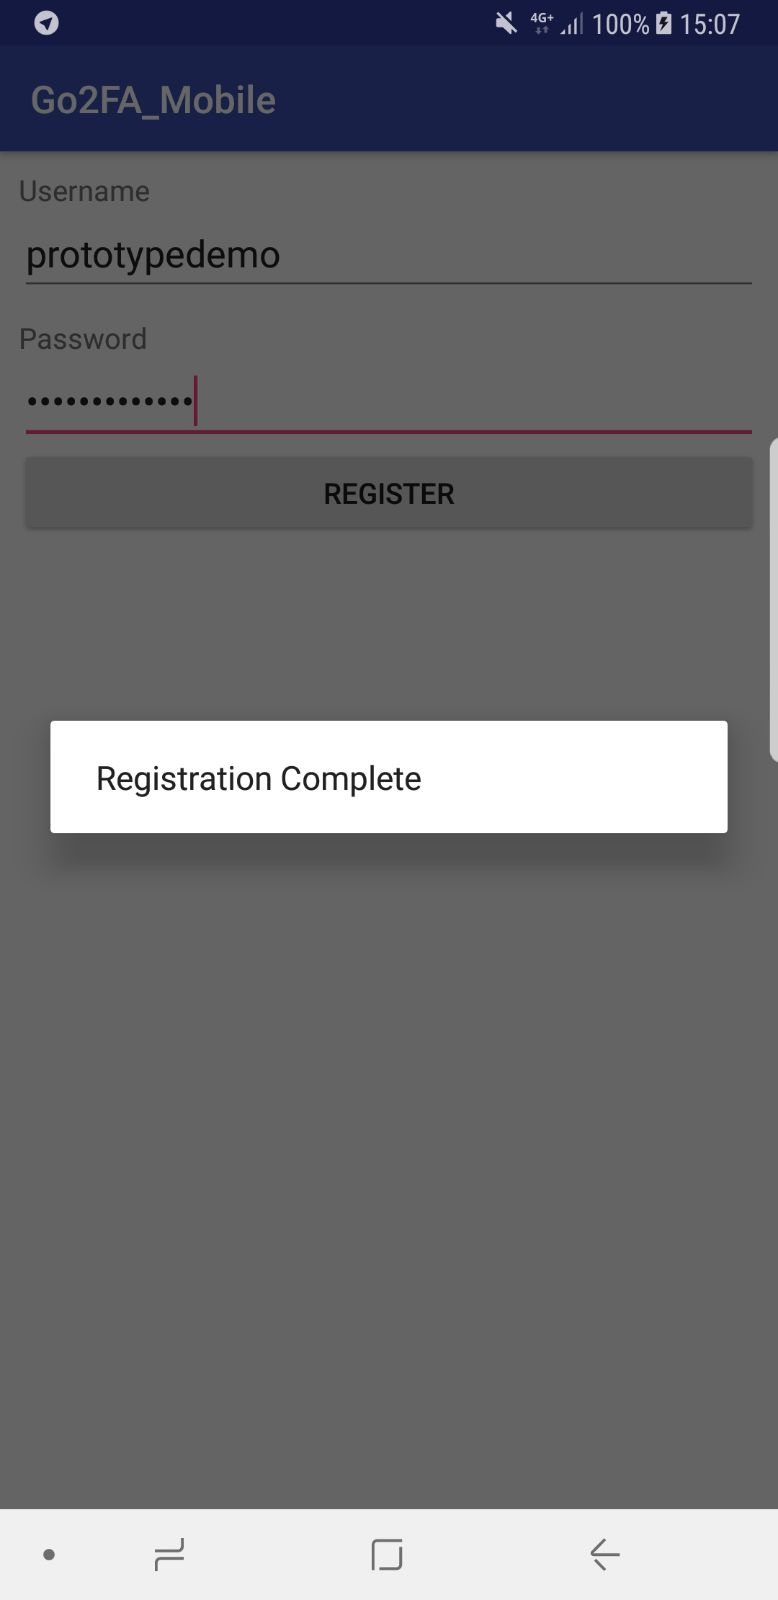 4G+ 100% 15:07
Go2FA_Mobile
Username
prototypedemo
Password
•••••••••••••
REGISTER
Registration Complete